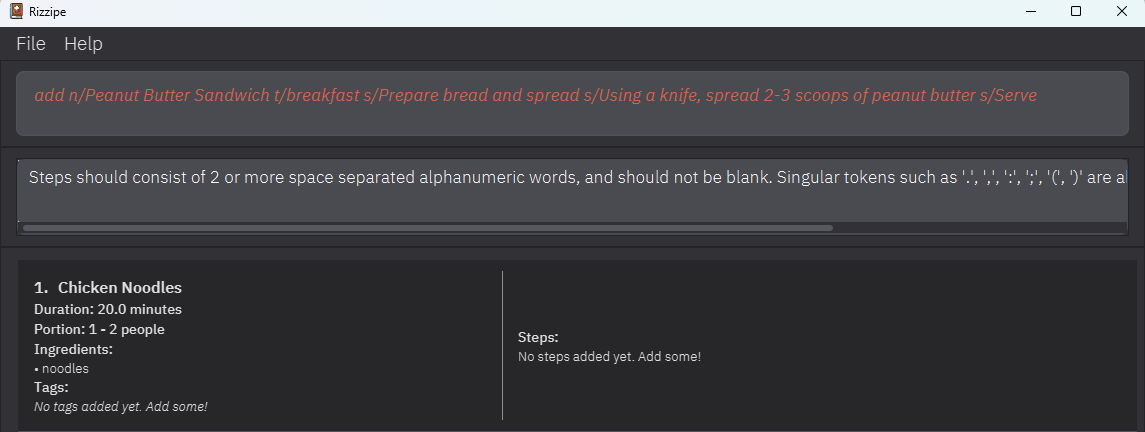 Rizzipe
File Help
add n/Peanut Butter Sandwich t/breakfast s/Prepare bread and spread s/Using a knife, spread 2-3 scoops of peanut butter s/Serve
Steps should consist of 2 or more space separated alphanumeric words, and should not be blank. Singular tokens such as '.', ',', ':', ';', '(', ')' are al
1. Chicken Noodles
Duration: 20.0 minutes
Portion: 1 - 2 people
Ingredients:
• noodles
Tags:
No tags added yet. Add some!
Steps:
No steps added yet. Add some!